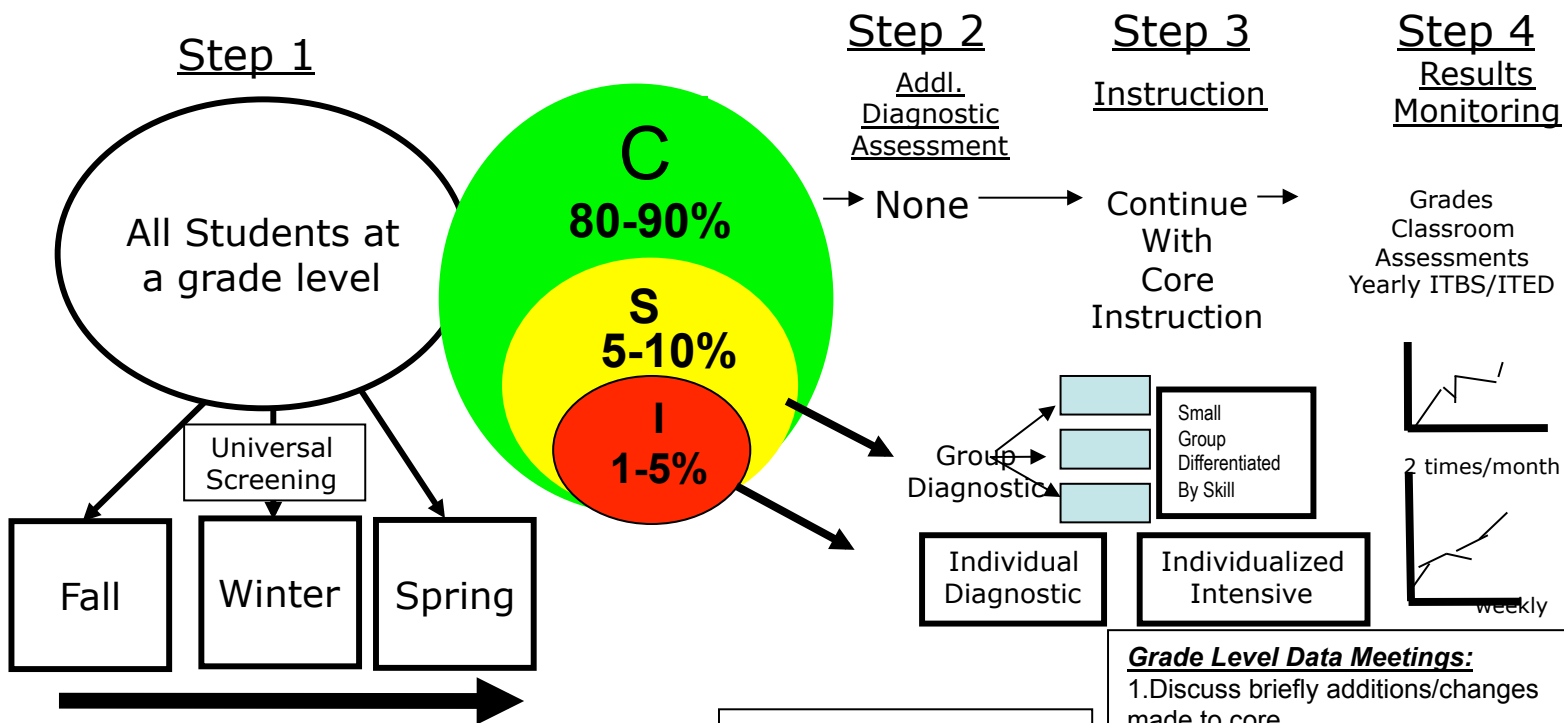 Step 1
All Students at
a grade level
Universal
Screening
Fall
Winter
Spring
C
80-90%
S
5-10%
I
1-5%
Step 2
Addl.
Diagnostic
Assessment
None
Group
Diagnostic
Individual
Diagnostic
Step 3
Instruction
Continue
With
Core
Instruction
Small
Group
Differentiated
By Skill
Individualized
Intensive
Step 4
Results
Monitoring
Grades
Classroom
Assessments
Yearly ITBS/ITED
2 times/month
weekly
Grade Level Data Meetings:
1.Discuss briefly additions/changes
made to core